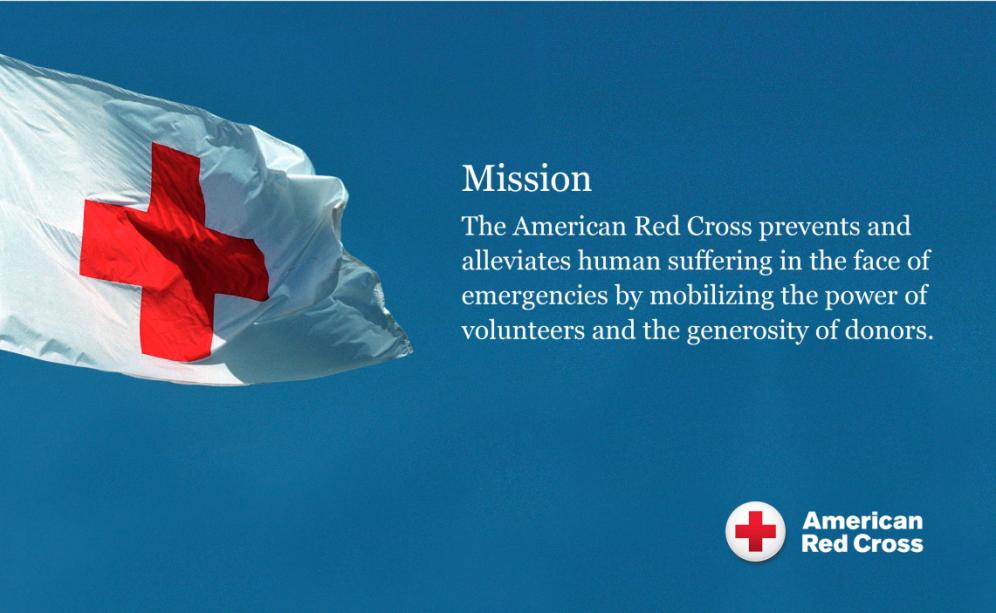 Mission
The American Red Cross prevents and
alleviates human suffering in the face of
emergencies by mobilizing the power of
volunteers and the generosity of donors.
American
Red Cross